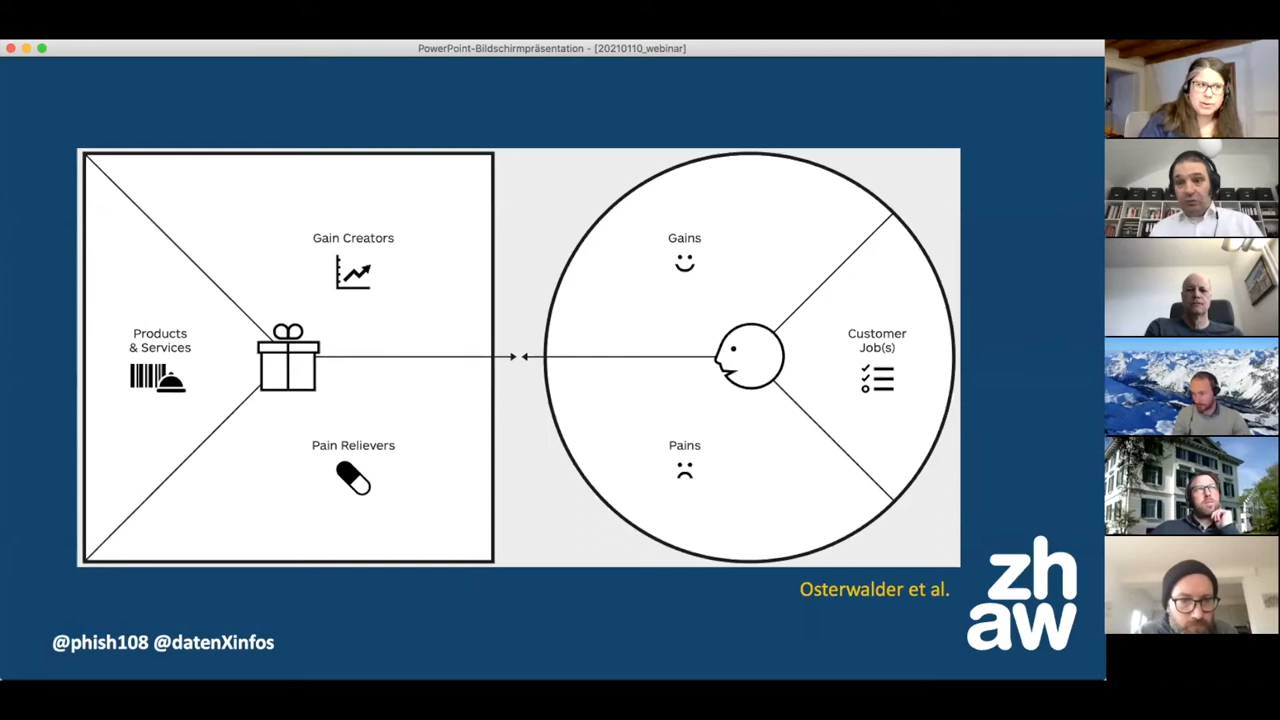 PowerPoint-Bildschirmpräsentation - [20210110_webinar]
Gain Creators
Products
& Services
Pain Relievers
Gains
Customer
Job(s)
Pains
Osterwalder et al.
zh
aw
@phish108 @datenXinfos